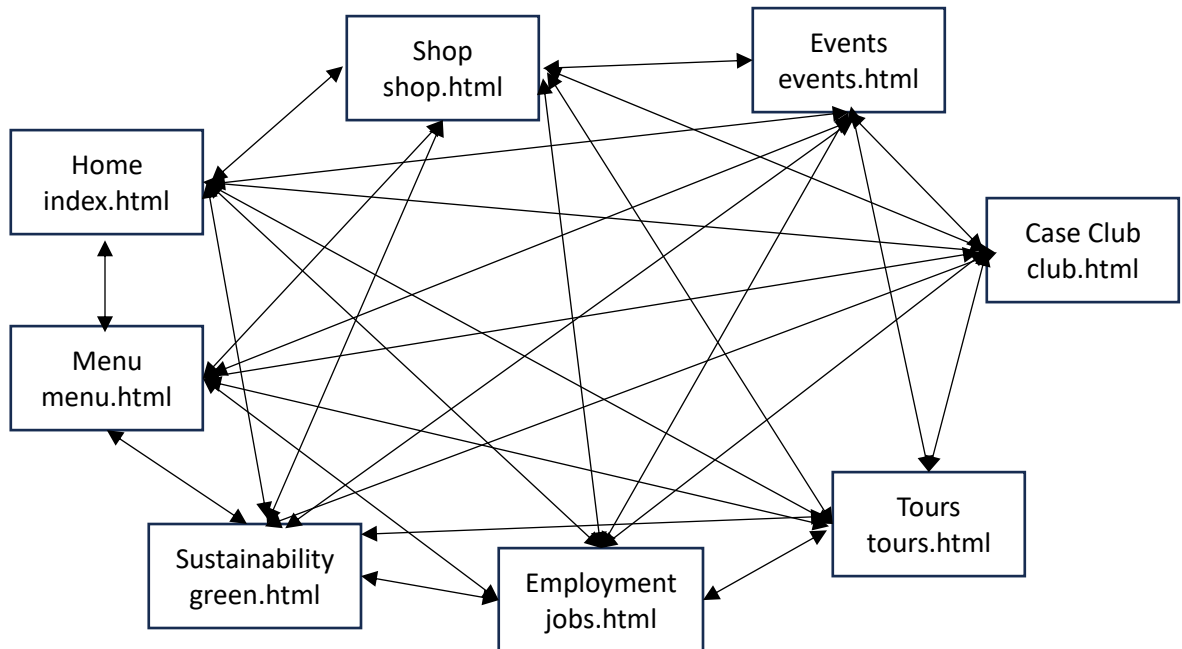 Shop
shop.html
Events
events.html
Home
index.html
Case Club
club.html
Menu
menu.html
Tours
tours.html
Sustainability
green.html
Employment
jobs.html